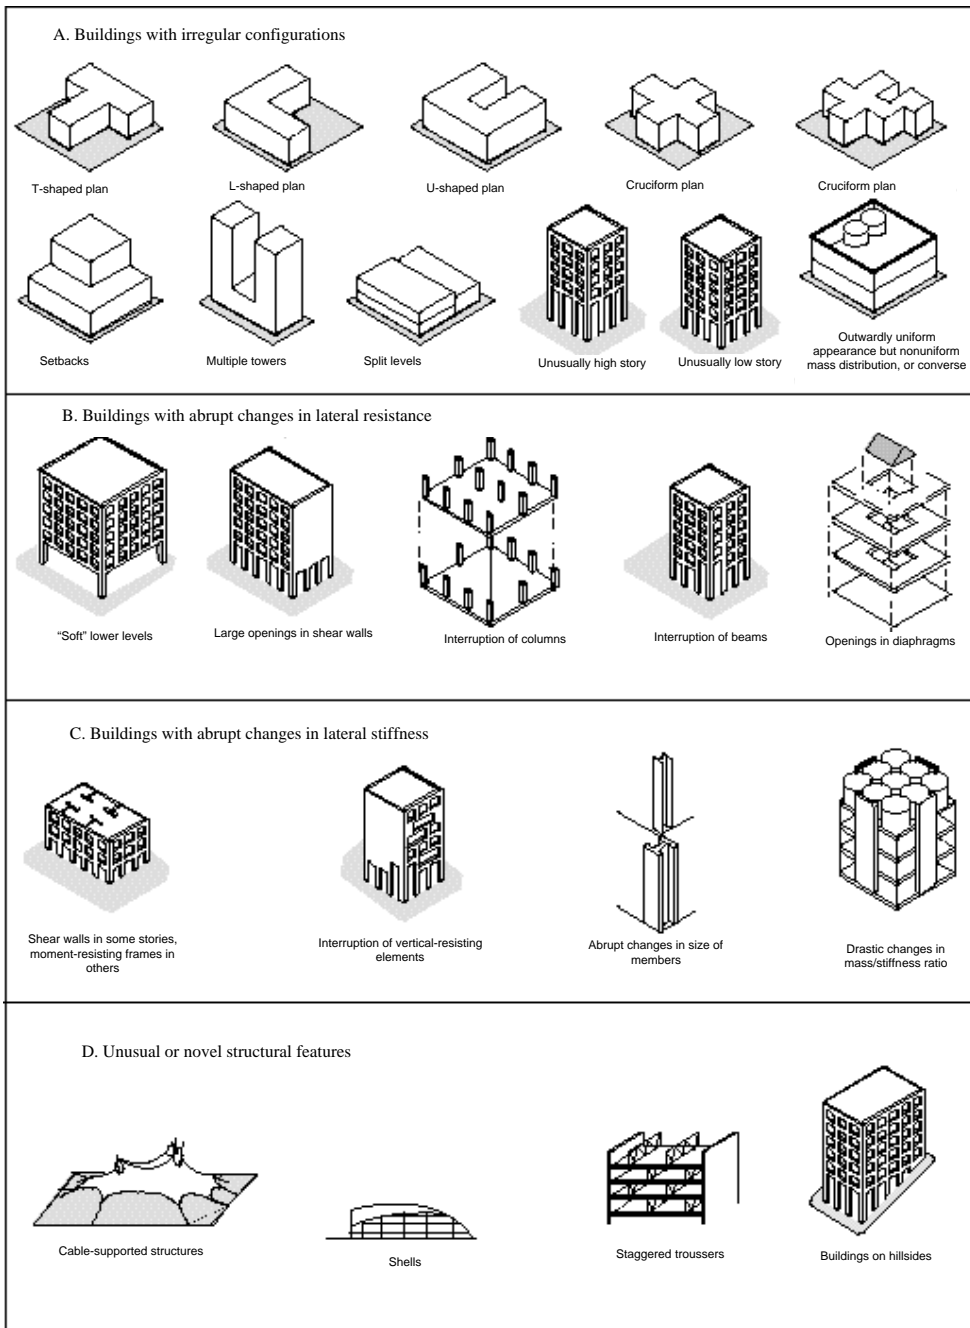 A. Buildings with irregular configurations
T-shaped plan
L-shaped plan
U-shaped plan
Cruciform plan
Cruciform plan
Setbacks
Multiple towers
Split levels
Unusually high story
Unusually low story
Outwardly uniform
appearance but nonuniform
mass distribution, or converse
B. Buildings with abrupt changes in lateral resistance
“Soft” lower levels
Large openings in shear walls
Interruption of columns
Interruption of beams
Openings in diaphragms
C. Buildings with abrupt changes in lateral stiffness
Shear walls in some stories,
moment-resisting frames in
others
Interruption of vertical-resisting
elements
Abrupt changes in size of
members
Drastic changes in
mass/stiffness ratio
D. Unusual or novel structural features
Cable-supported structures
Shells
Staggered troussers
Buildings on hillsides